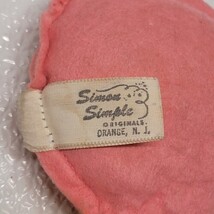 Simon
Simple
ORIGINALS.
ORANGE, N. J.